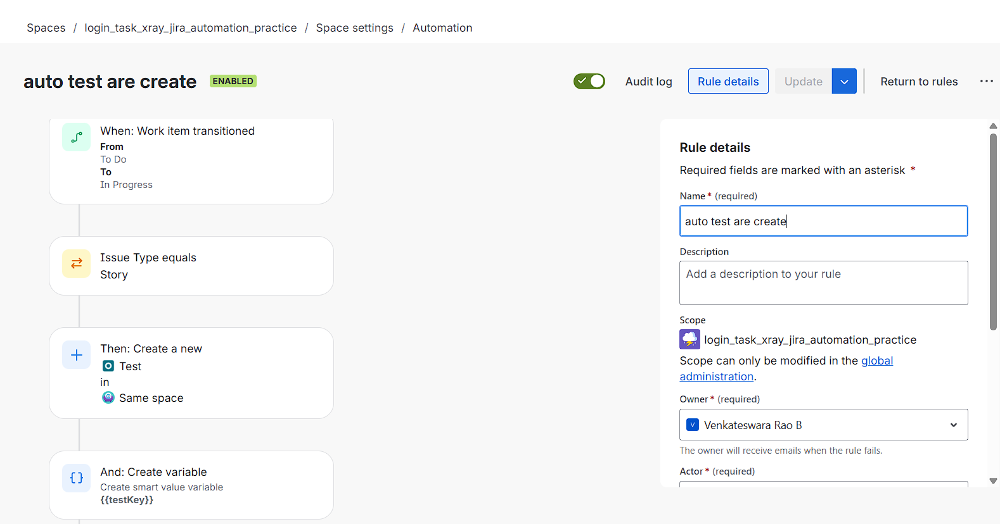 Spaces / login_task_xray_jira_automation_practice / Space settings / Automation
auto test are create ENABLED
Audit log Rule details Update Return to rules
When: Work item transitioned
From
To Do
To
In Progress
Issue Type equals
Story
Then: Create a new
Test
in
Same space
And: Create variable
Create smart value variable
{{testKey}}
Rule details
Required fields are marked with an asterisk *
Name * (required)
auto test are create
Description
Add a description to your rule
Scope
login_task_xray_jira_automation_practice
Scope can only be modified in the global
administration.
Owner * (required)
V Venkateswara Rao B
The owner will receive emails when the rule fails.
Actor * (required)